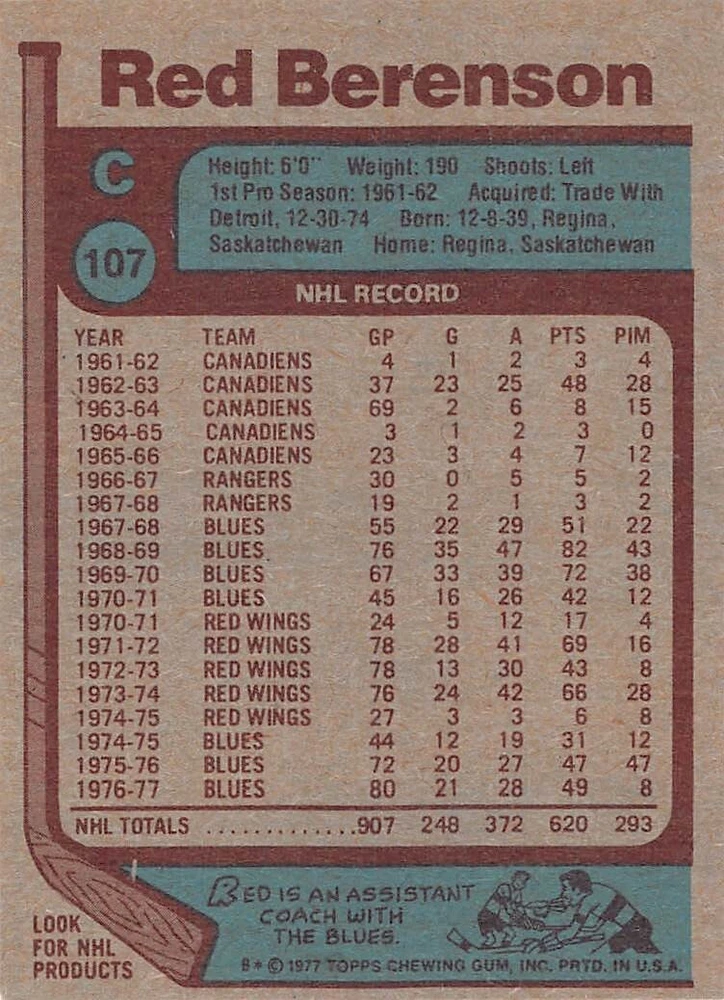 Red Berenson
C
107
Height: 6'0" Weight: 190 Shoots: Left
1st Pro Season: 1961-62 Acquired: Trade With
Detroit, 12-30-74 Born: 12-8-39, Regina,
Saskatchewan Home: Regina, Saskatchewan
NHL RECORD
YEAR TEAM GP G A PTS PIM
1961-62 CANADIENS 4 1 2 3 4
1962-63 CANADIENS 37 23 25 48 28
1963-64 CANADIENS 69 2 6 8 15
1964-65 CANADIENS 3 1 2 3 0
1965-66 CANADIENS 23 3 4 7 12
1966-67 RANGERS 30 0 5 5 2
1967-68 RANGERS 19 2 1 3 2
1967-68 BLUES 55 22 29 51 22
1968-69 BLUES 76 35 47 82 43
1969-70 BLUES 67 33 39 72 38
1970-71 BLUES 45 16 26 42 12
1970-71 RED WINGS 24 5 12 17 4
1971-72 RED WINGS 78 28 41 69 16
1972-73 RED WINGS 78 13 30 43 8
1973-74 RED WINGS 76 24 42 66 28
1974-75 RED WINGS 27 3 3 6 8
1974-75 BLUES 44 12 19 31 12
1975-76 BLUES 72 20 27 47 47
1976-77 BLUES 80 21 28 49 8
NHL TOTALS .............907 248 372 620 293
RED IS AN ASSISTANT
COACH WITH
THE BLUES.
LOOK
FOR NHL
PRODUCTS
B* © 1977 TOPPS CHEWING GUM, INC. PRTD. IN U.S.A.